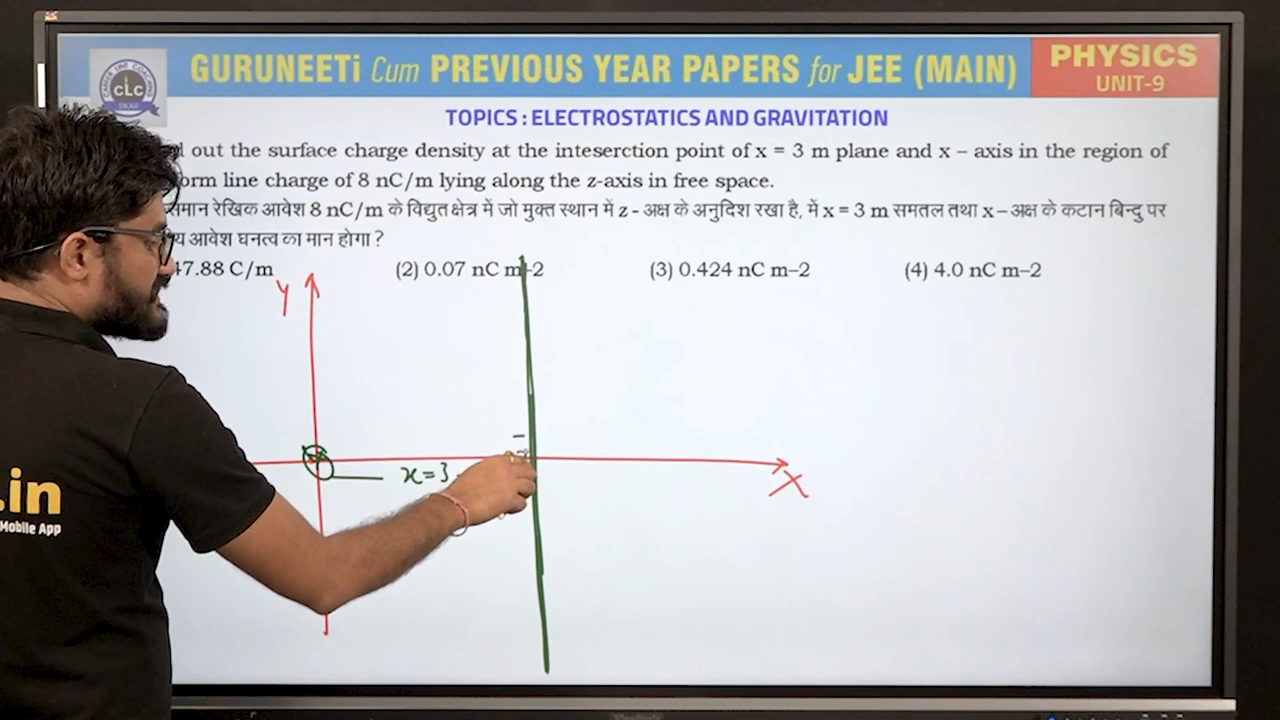 GURUNEETi Cum PREVIOUS YEAR PAPERS for JEE (MAIN)
PHYSICS
UNIT-9
CLC
SIKAR
TOPICS : ELECTROSTATICS AND GRAVITATION
out the surface charge density at the inteserction point of x = 3 m plane and x – axis in the region of
line charge of 8 nC/m lying along the z-axis in free space.
रेखिक आवेश 8 nC/m के विद्युत क्षेत्र में जो मुक्त स्थान में z - अक्ष के अनुदिश रखा है, में x = 3 m समतल तथा x – अक्ष के कटान बिन्दु पर
आवेश घनत्व का मान होगा ?
47.88 C/m
(2) 0.07 nC m–2
(3) 0.424 nC m–2
(4) 4.0 nC m–2
Y
x=3
X
.in
Mobile App